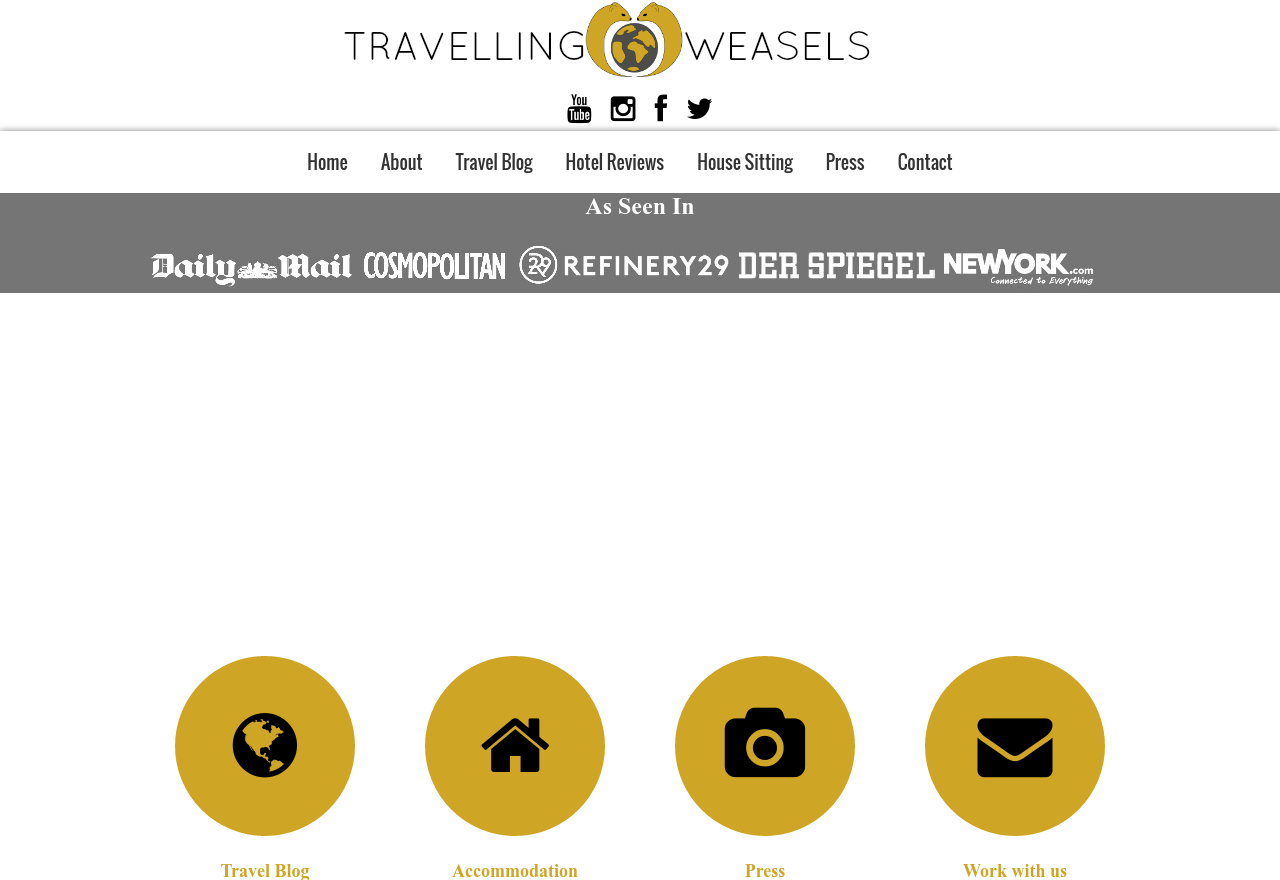 TRAVELLING WEASELS
You Tube
Home About Travel Blog Hotel Reviews House Sitting Press Contact
As Seen In
Daily Mail COSMOPOLITAN 29 REFINERY29 DER SPIEGEL NEWYORK.com
Connected to Everything
Travel Blog Accommodation Press Work with us